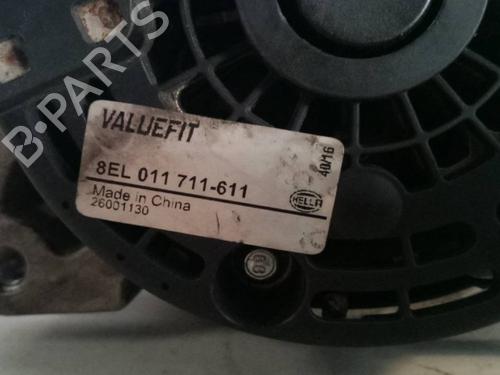 B-PARTS
VALUEFIT
8EL 011 711-611
Made in China
26001130
40/16
HELLA